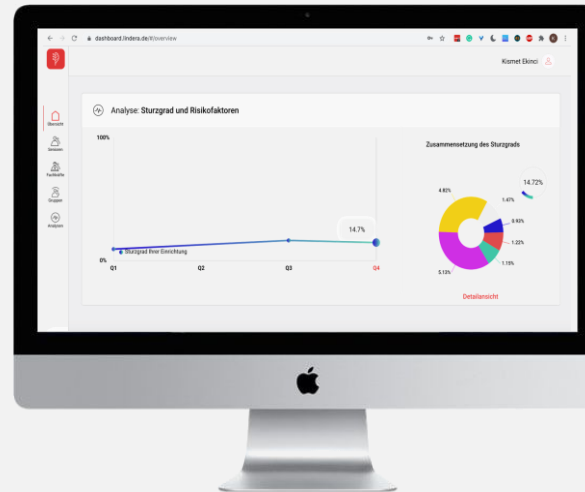 dashboard.lindera.de/#/overview
Kismet Ekinci
Übersicht
Senioren
Fachkräfte
Gruppen
Analysen
Analyse: Sturzgrad und Risikofaktoren
100%
14.7%
0%
Sturzgrad Ihrer Einrichtung
Q1 Q2 Q3 Q4
Zusammensetzung des Sturzgrads
14.72%
4.82%
1.47%
0.93%
1.22%
1.15%
5.13%
Detailansicht